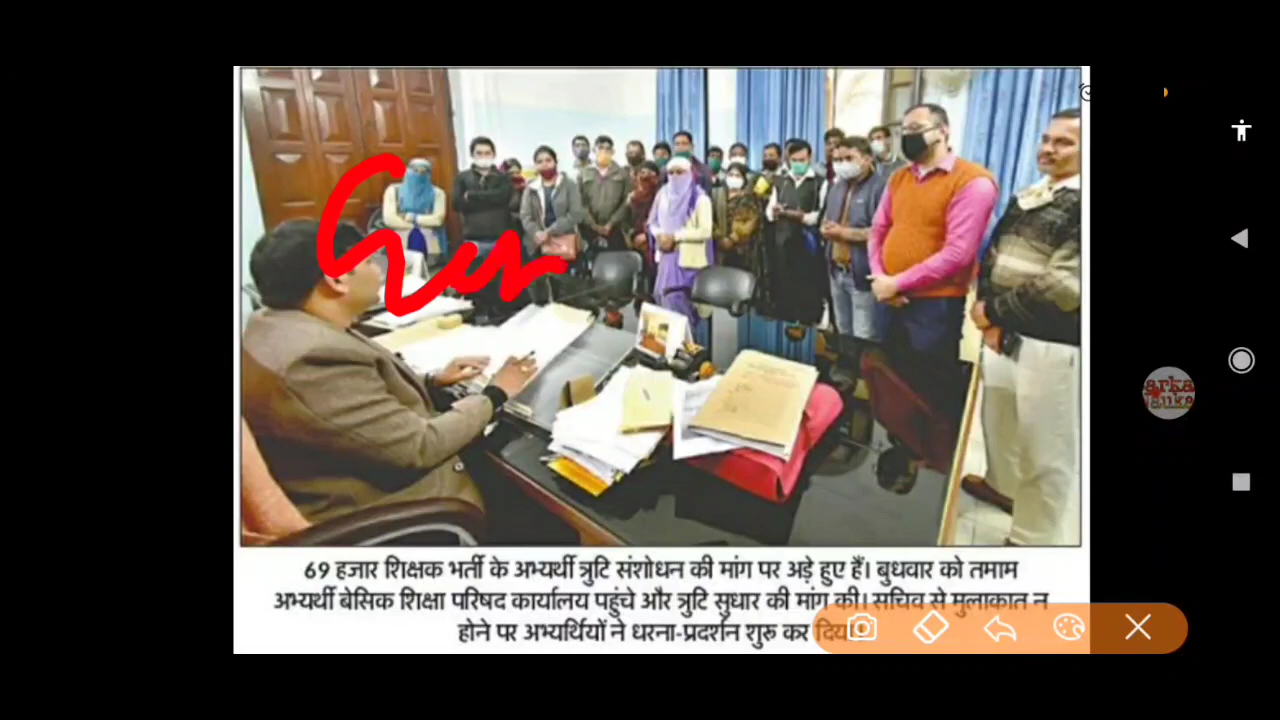 69 हजार शिक्षक भर्ती के अभ्यर्थी त्रुटि संशोधन की मांग पर अड़े हुए हैं। बुधवार को तमाम
अभ्यर्थी बेसिक शिक्षा परिषद कार्यालय पहुंचे और त्रुटि सुधार की मांग की। सचिव से मुलाकात न
होने पर अभ्यर्थियों ने धरना-प्रदर्शन शुरू कर